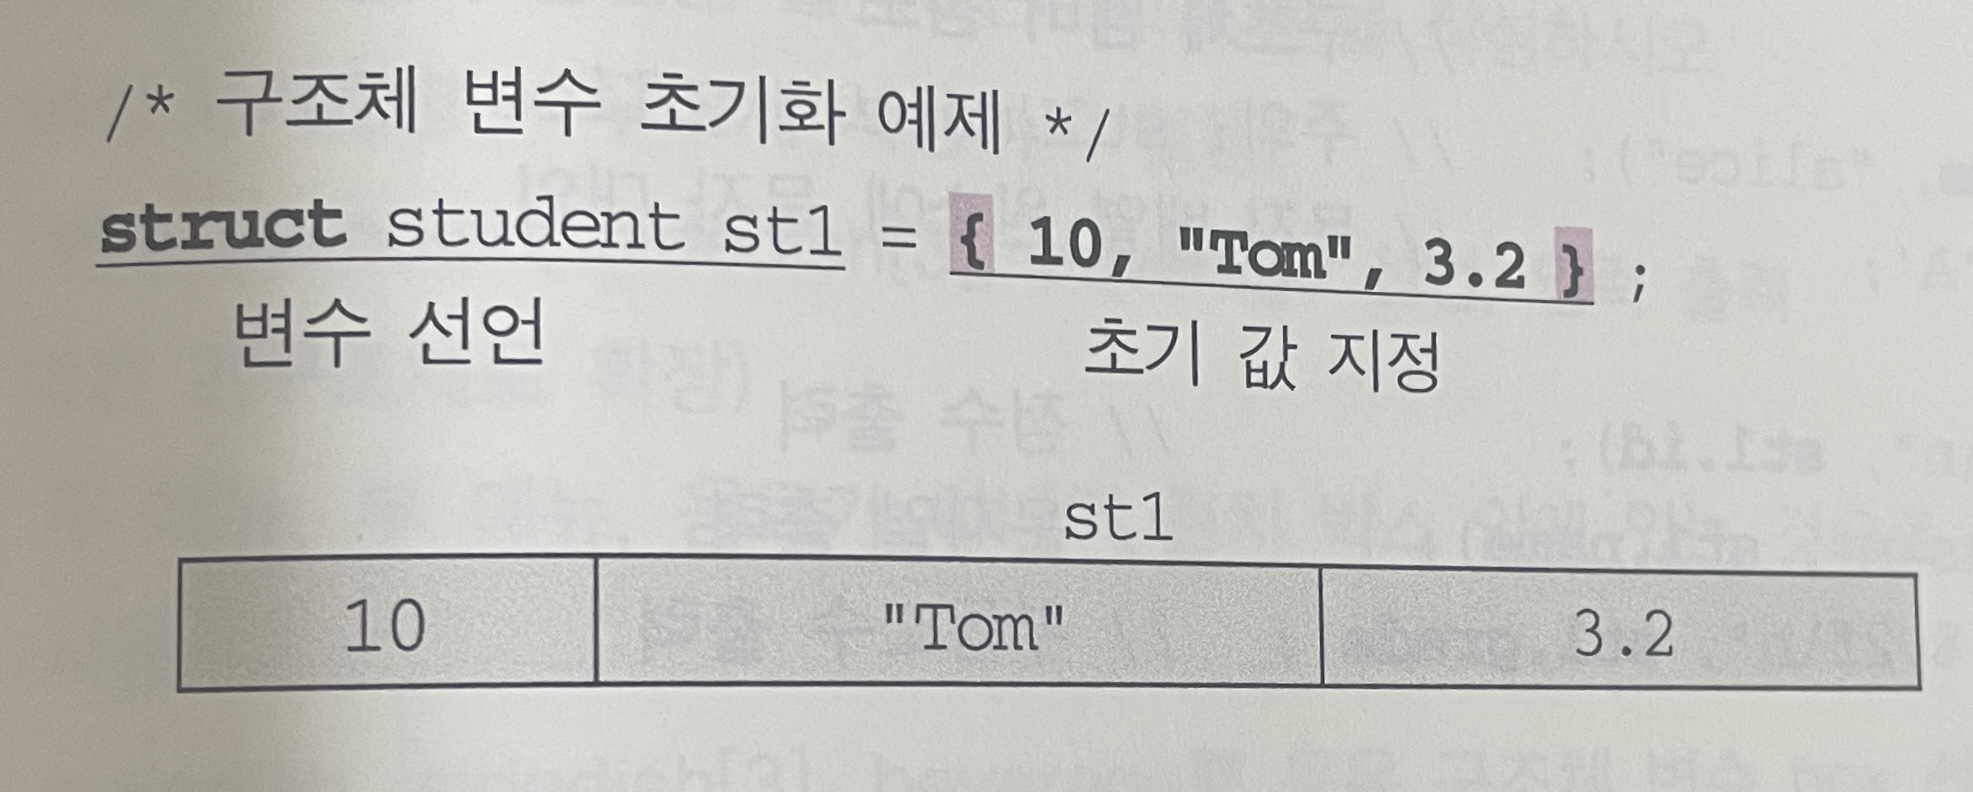 /* 구조체 변수 초기화 예제 */
struct student st1 = { 10, "Tom", 3.2 } ;
변수 선언 초기 값 지정
st1
10 "Tom" 3.2